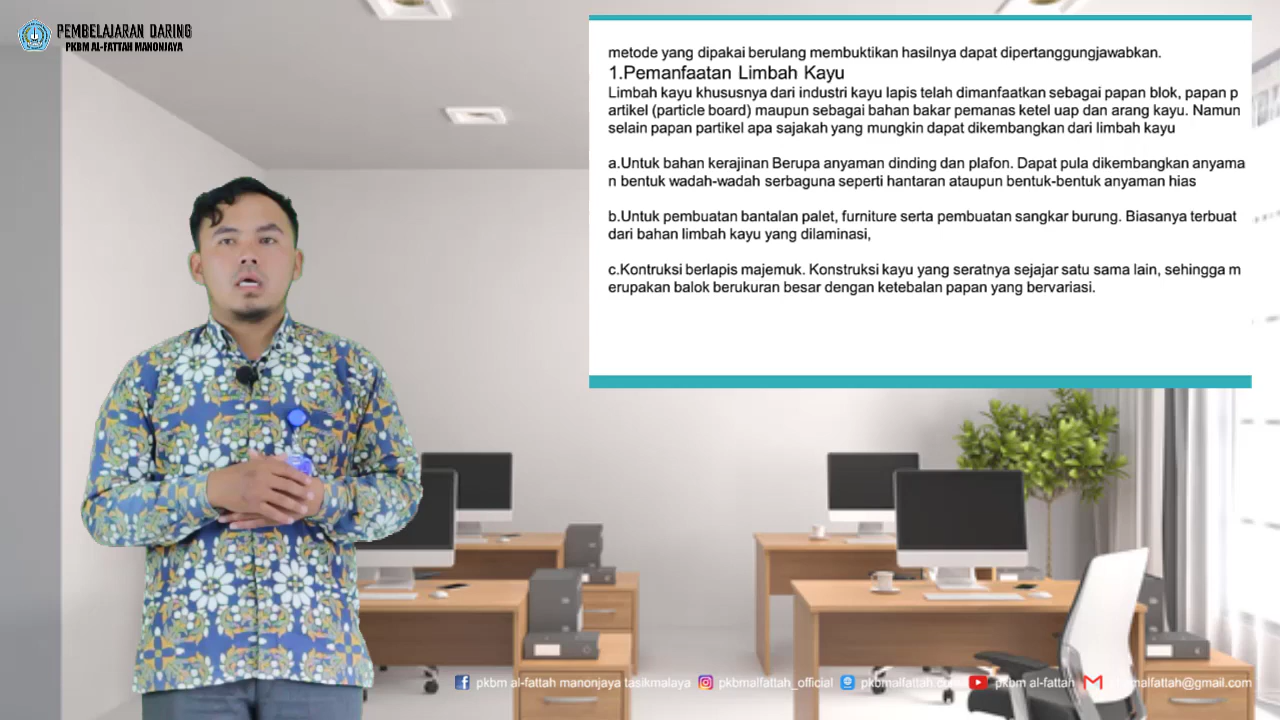 PEMBELAJARAN DARING
PKBM AL-FATTAH MANONJAYA
metode yang dipakai berulang membuktikan hasilnya dapat dipertanggungjawabkan.
1.Pemanfaatan Limbah Kayu
Limbah kayu khususnya dari industri kayu lapis telah dimanfaatkan sebagai papan blok, papan p
artikel (particle board) maupun sebagai bahan bakar pemanas ketel uap dan arang kayu. Namun
selain papan partikel apa sajakah yang mungkin dapat dikembangkan dari limbah kayu
a.Untuk bahan kerajinan Berupa anyaman dinding dan plafon. Dapat pula dikembangkan anyama
n bentuk wadah-wadah serbaguna seperti hantaran ataupun bentuk-bentuk anyaman hias
b.Untuk pembuatan bantalan palet, furniture serta pembuatan sangkar burung. Biasanya terbuat
dari bahan limbah kayu yang dilaminasi,
c.Kontruksi berlapis majemuk. Konstruksi kayu yang seratnya sejajar satu sama lain, sehingga m
erupakan balok berukuran besar dengan ketebalan papan yang bervariasi.
pkbm al-fattah manonjaya tasikmalaya pkbmalfattah_official pkbm al-fattah